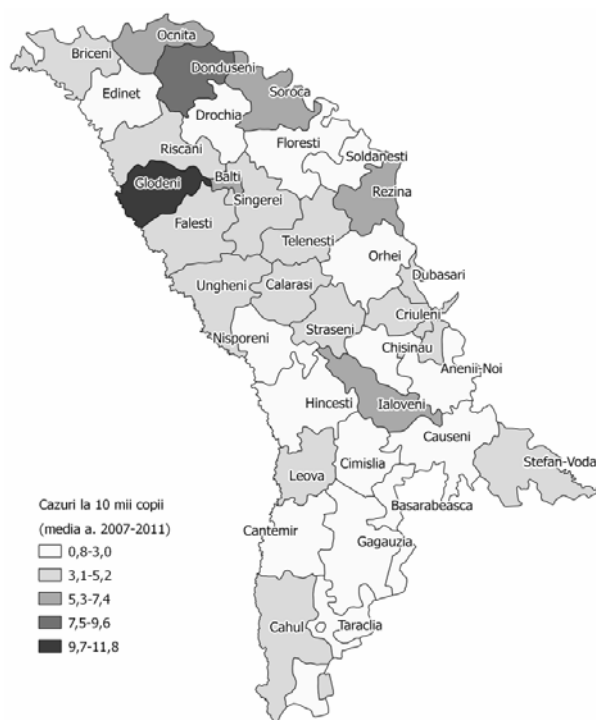 Ocnita
Briceni
Donduseni
Edinet
Soroca
Drochia
Floresti
Riscani
Soldanesti
Glodeni
Balti
Rezina
Singerei
Falesti
Telenesti
Orhei
Dubasari
Ungheni
Calarasi
Criuleni
Straseni
Nisporeni
Chisinau
Anenii-Noi
Hincesti
Ialoveni
Causeni
Stefan-Voda
Leova
Cimislia
Basarabeasca
Cantemir
Gagauzia
Cahul
Taraclia
Cazuri la 10 mii copii
(media a. 2007-2011)
0,8-3,0
3,1-5,2
5,3-7,4
7,5-9,6
9,7-11,8